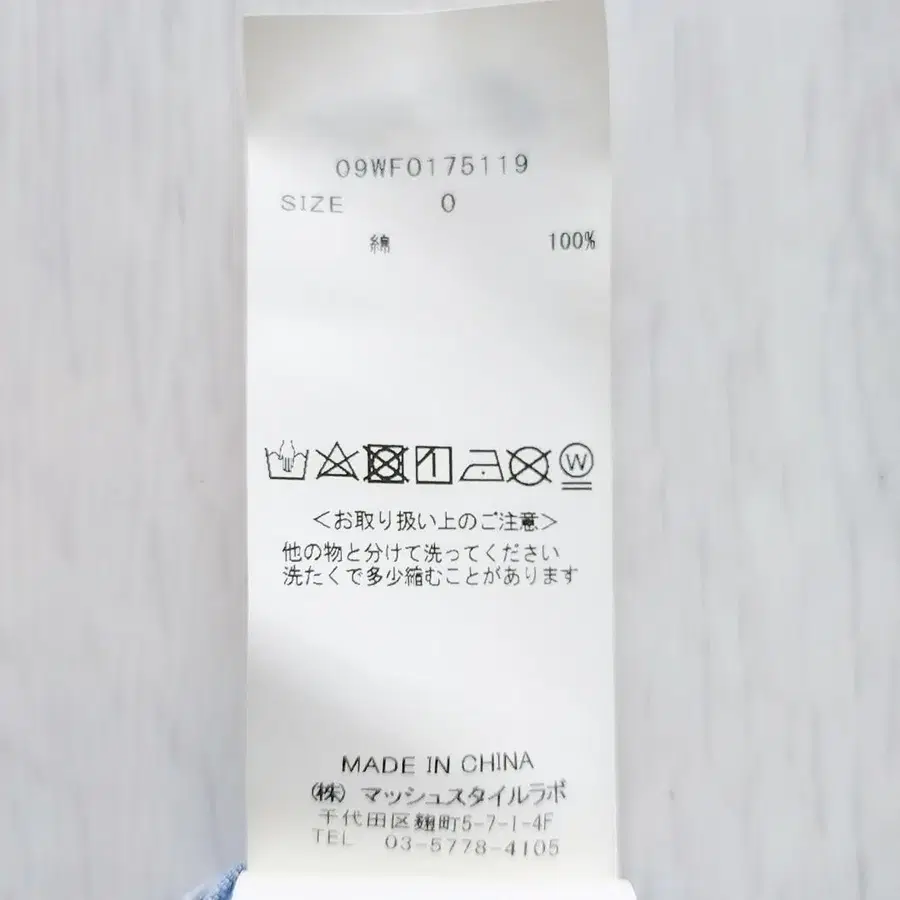 09WF0175119
SIZE 0
綿 100%
W
＜お取り扱い上のご注意＞
他の物と分けて洗ってください
洗たくで多少縮むことがあります
MADE IN CHINA
(株) マッシュスタイルラボ
千代田区麹町5-7-1-4F
TEL 03-5778-4105